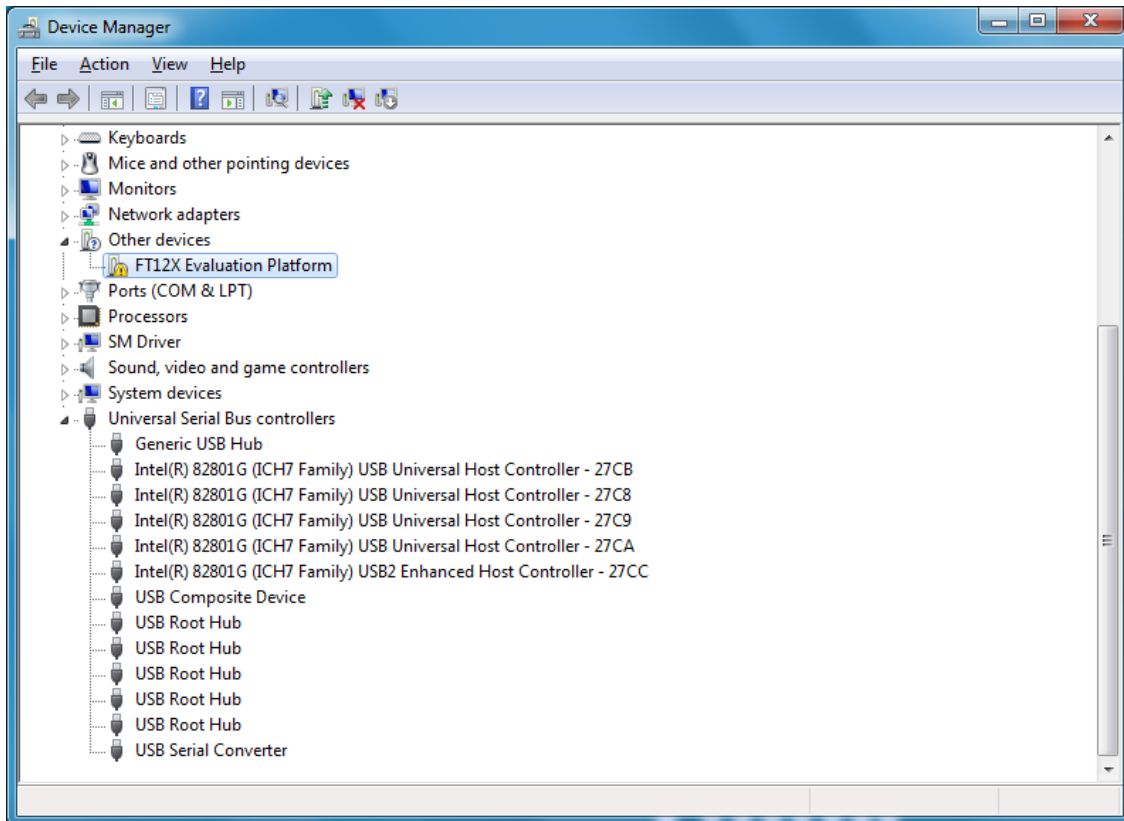 Device Manager
File Action View Help
Keyboards
Mice and other pointing devices
Monitors
Network adapters
Other devices
FT12X Evaluation Platform
Ports (COM & LPT)
Processors
SM Driver
Sound, video and game controllers
System devices
Universal Serial Bus controllers
Generic USB Hub
Intel(R) 82801G (ICH7 Family) USB Universal Host Controller - 27CB
Intel(R) 82801G (ICH7 Family) USB Universal Host Controller - 27C8
Intel(R) 82801G (ICH7 Family) USB Universal Host Controller - 27C9
Intel(R) 82801G (ICH7 Family) USB Universal Host Controller - 27CA
Intel(R) 82801G (ICH7 Family) USB2 Enhanced Host Controller - 27CC
USB Composite Device
USB Root Hub
USB Root Hub
USB Root Hub
USB Root Hub
USB Root Hub
USB Serial Converter